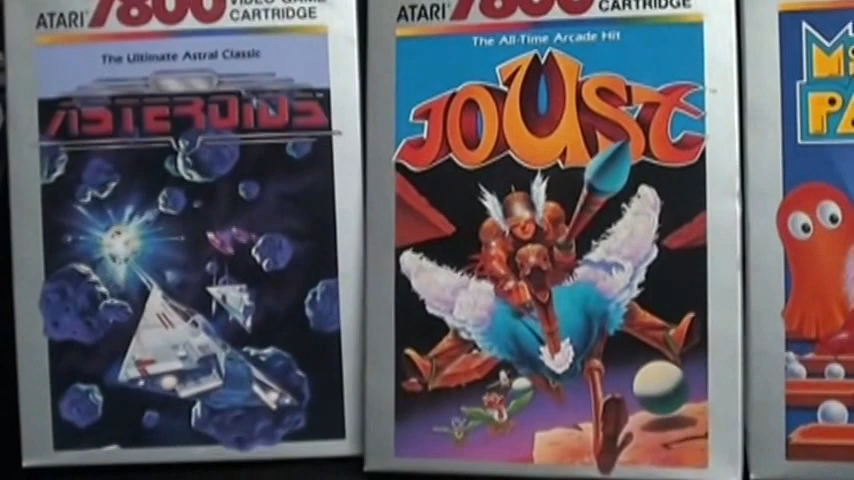 ATARI 7800 VIDEO GAME
CARTRIDGE
The Ultimate Astral Classic
ASTEROIDS
ATARI 7800
CARTRIDGE
The All-Time Arcade Hit
JOUST